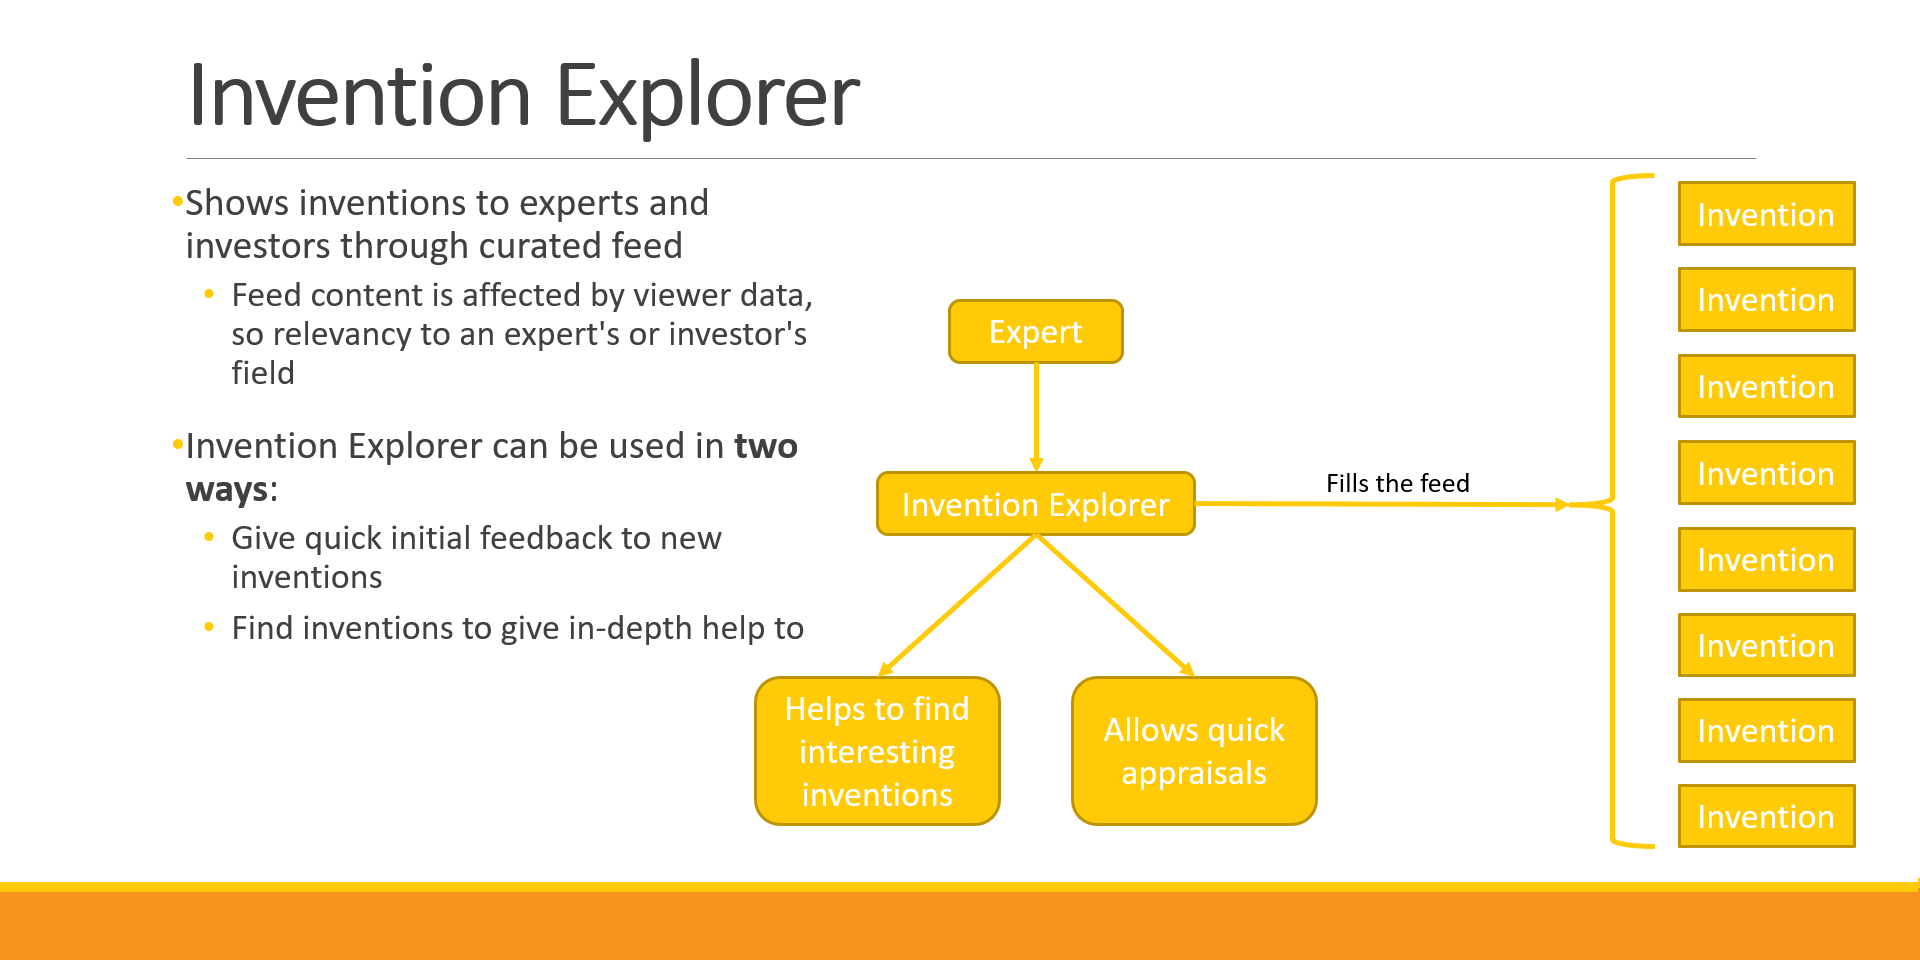 Invention Explorer
•Shows inventions to experts and
investors through curated feed
• Feed content is affected by viewer data,
so relevancy to an expert's or investor's
field
•Invention Explorer can be used in two
ways:
• Give quick initial feedback to new
inventions
• Find inventions to give in-depth help to
Expert
Invention Explorer
Fills the feed
Helps to find
interesting
inventions
Allows quick
appraisals
Invention
Invention
Invention
Invention
Invention
Invention
Invention
Invention